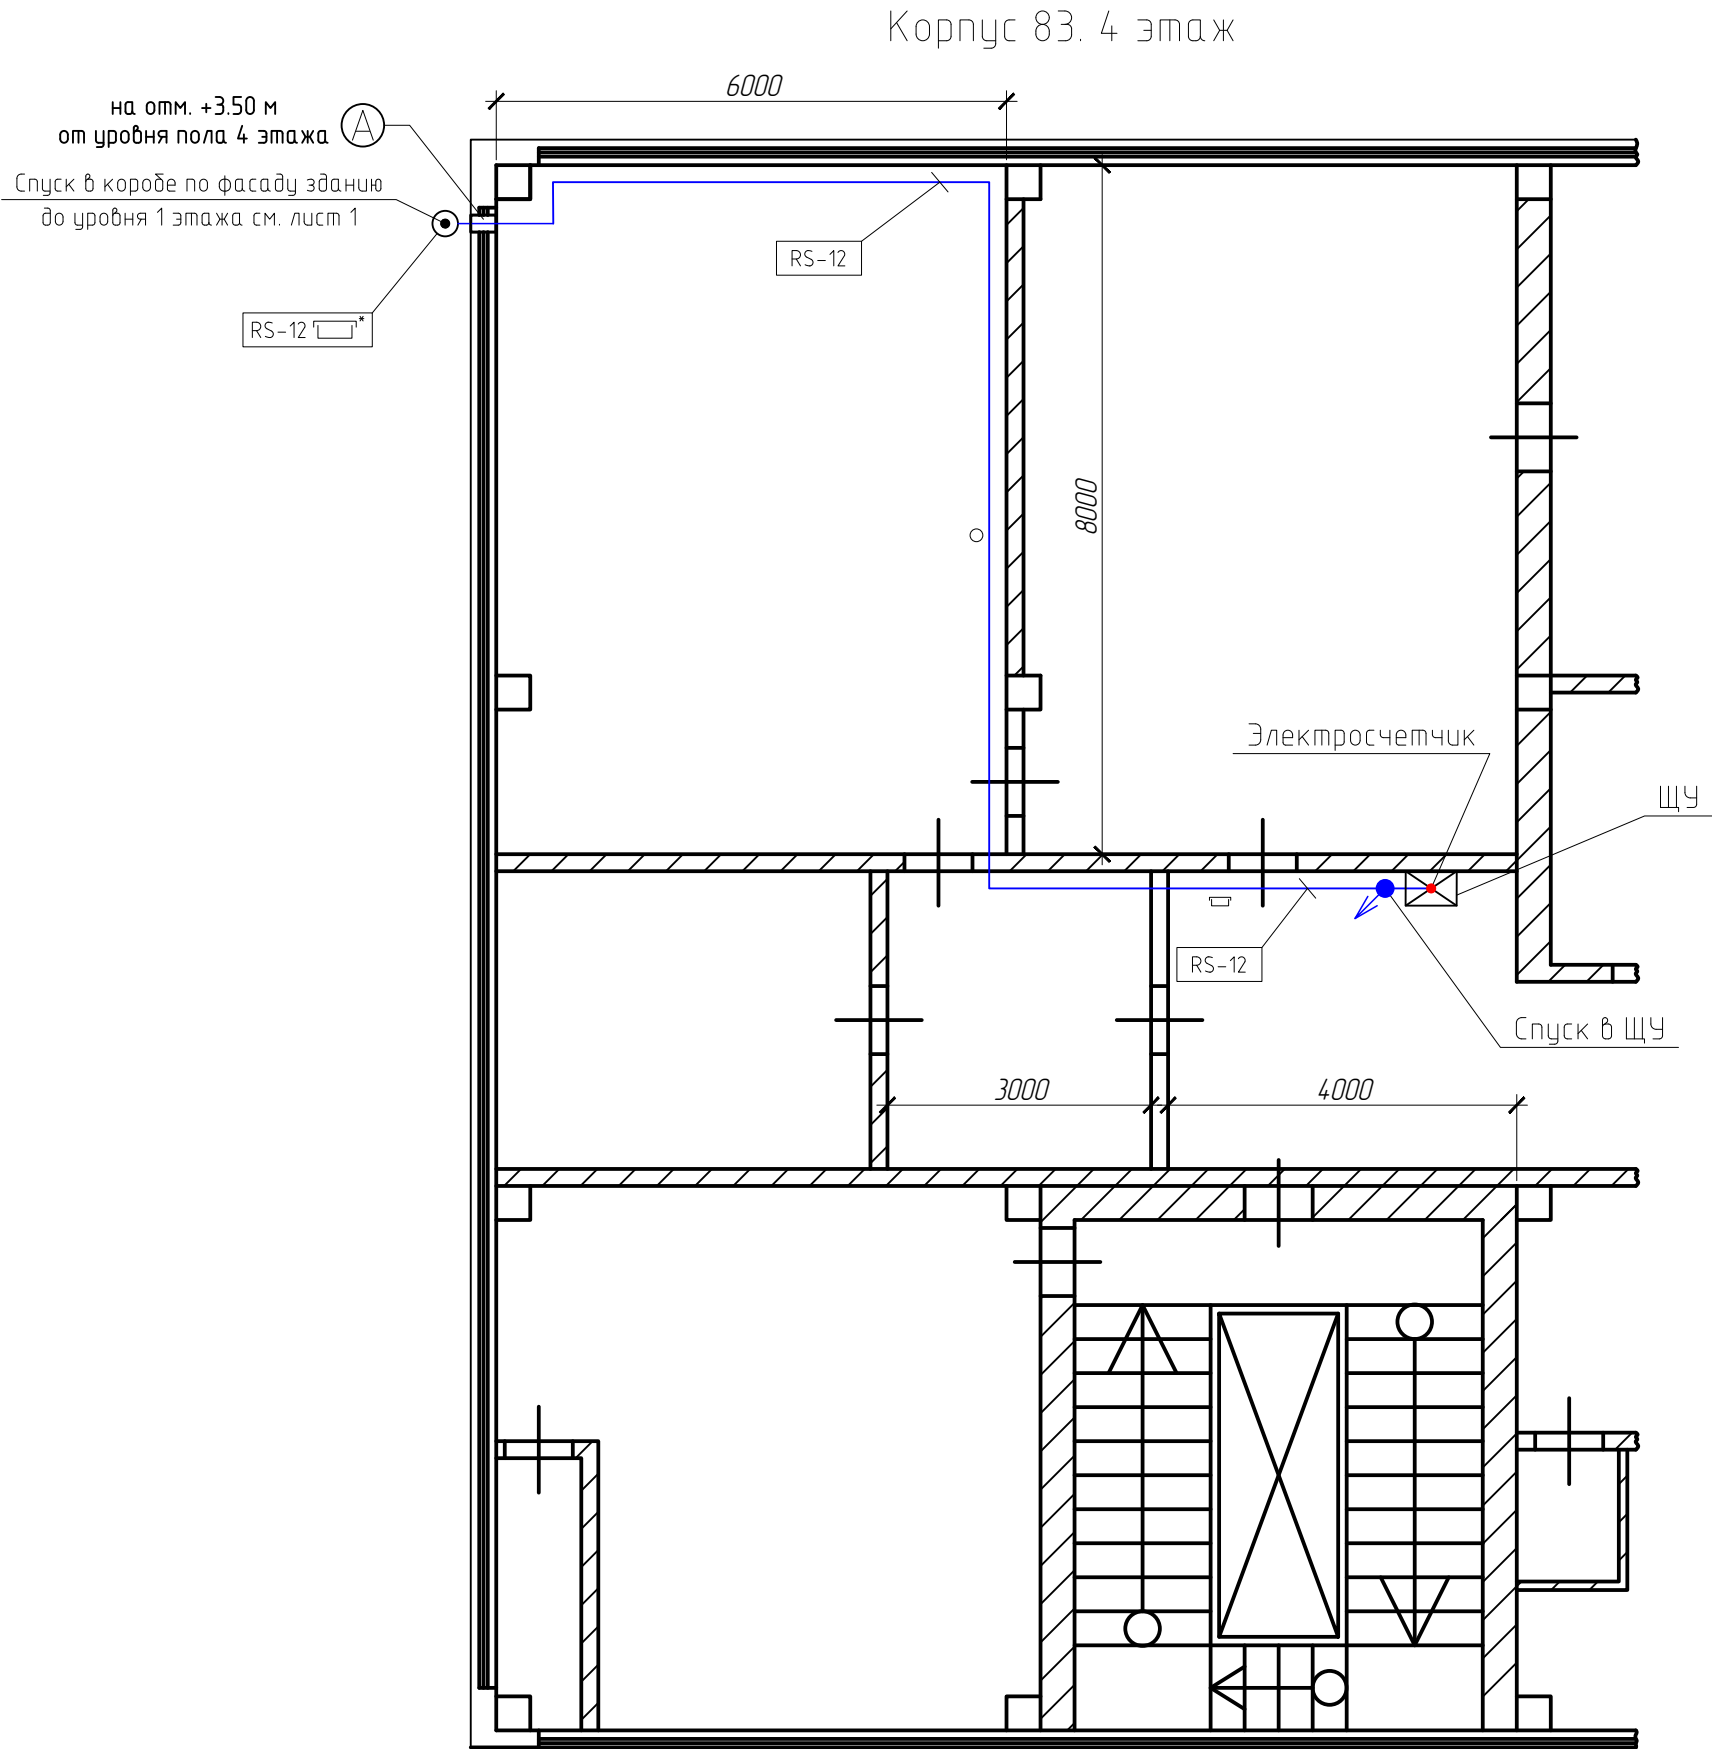 Корпус 83. 4 этаж
6000
на отм. +3.50 м
от уровня пола 4 этажа
А
Спуск в коробе по фасаду зданию
до уровня 1 этажа см. лист 1
RS-12
RS-12 *
8000
Электросчетчик
ЩУ
RS-12
Спуск в ЩУ
3000
4000